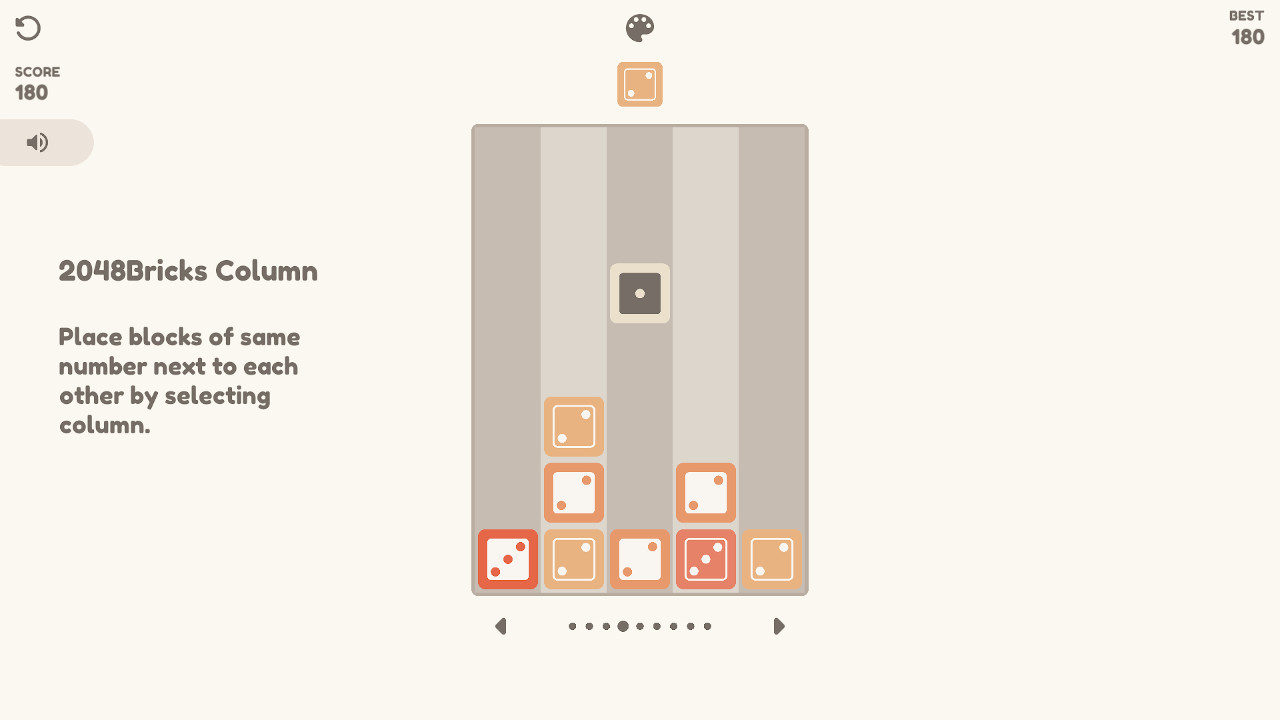 BEST
180
SCORE
180
2048Bricks Column
Place blocks of same
number next to each
other by selecting
column.